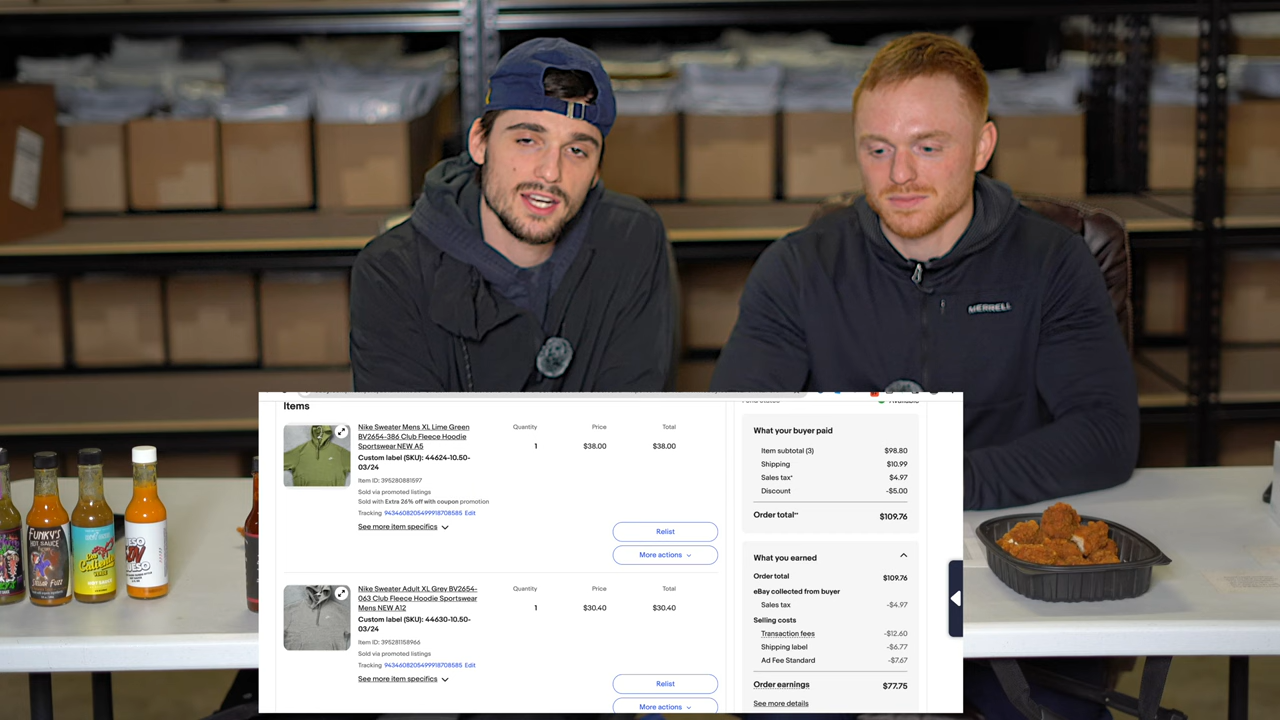 MERRELL
FUNKY'S
HOT SAUCE
HOT SAUCE
Items
Quantity
Price
Total
Nike Sweater Mens XL Lime Green
BV2654-386 Club Fleece Hoodie
Sportswear NEW A5
1
$38.00
$38.00
Custom label (SKU): 44624-10.50-
03/24
Item ID: 395280881597
Sold via promoted listings
Sold with Extra 26% off with coupon promotion
Tracking 9434608205499918708585 Edit
See more item specifics
Relist
More actions
Nike Sweater Adult XL Grey BV2654-
063 Club Fleece Hoodie Sportswear
Mens NEW A12
Quantity
Price
Total
1
$30.40
$30.40
Custom label (SKU): 44630-10.50-
03/24
Item ID: 395281158966
Sold via promoted listings
Tracking 9434608205499918708585 Edit
See more item specifics
Relist
More actions
Available
What your buyer paid
Item subtotal (3) $98.80
Shipping $10.99
Sales tax* $4.97
Discount -$5.00
Order total** $109.76
What you earned
Order total $109.76
eBay collected from buyer
Sales tax -$4.97
Selling costs
Transaction fees -$12.60
Shipping label -$6.77
Ad Fee Standard -$7.67
Order earnings $77.75
See more details